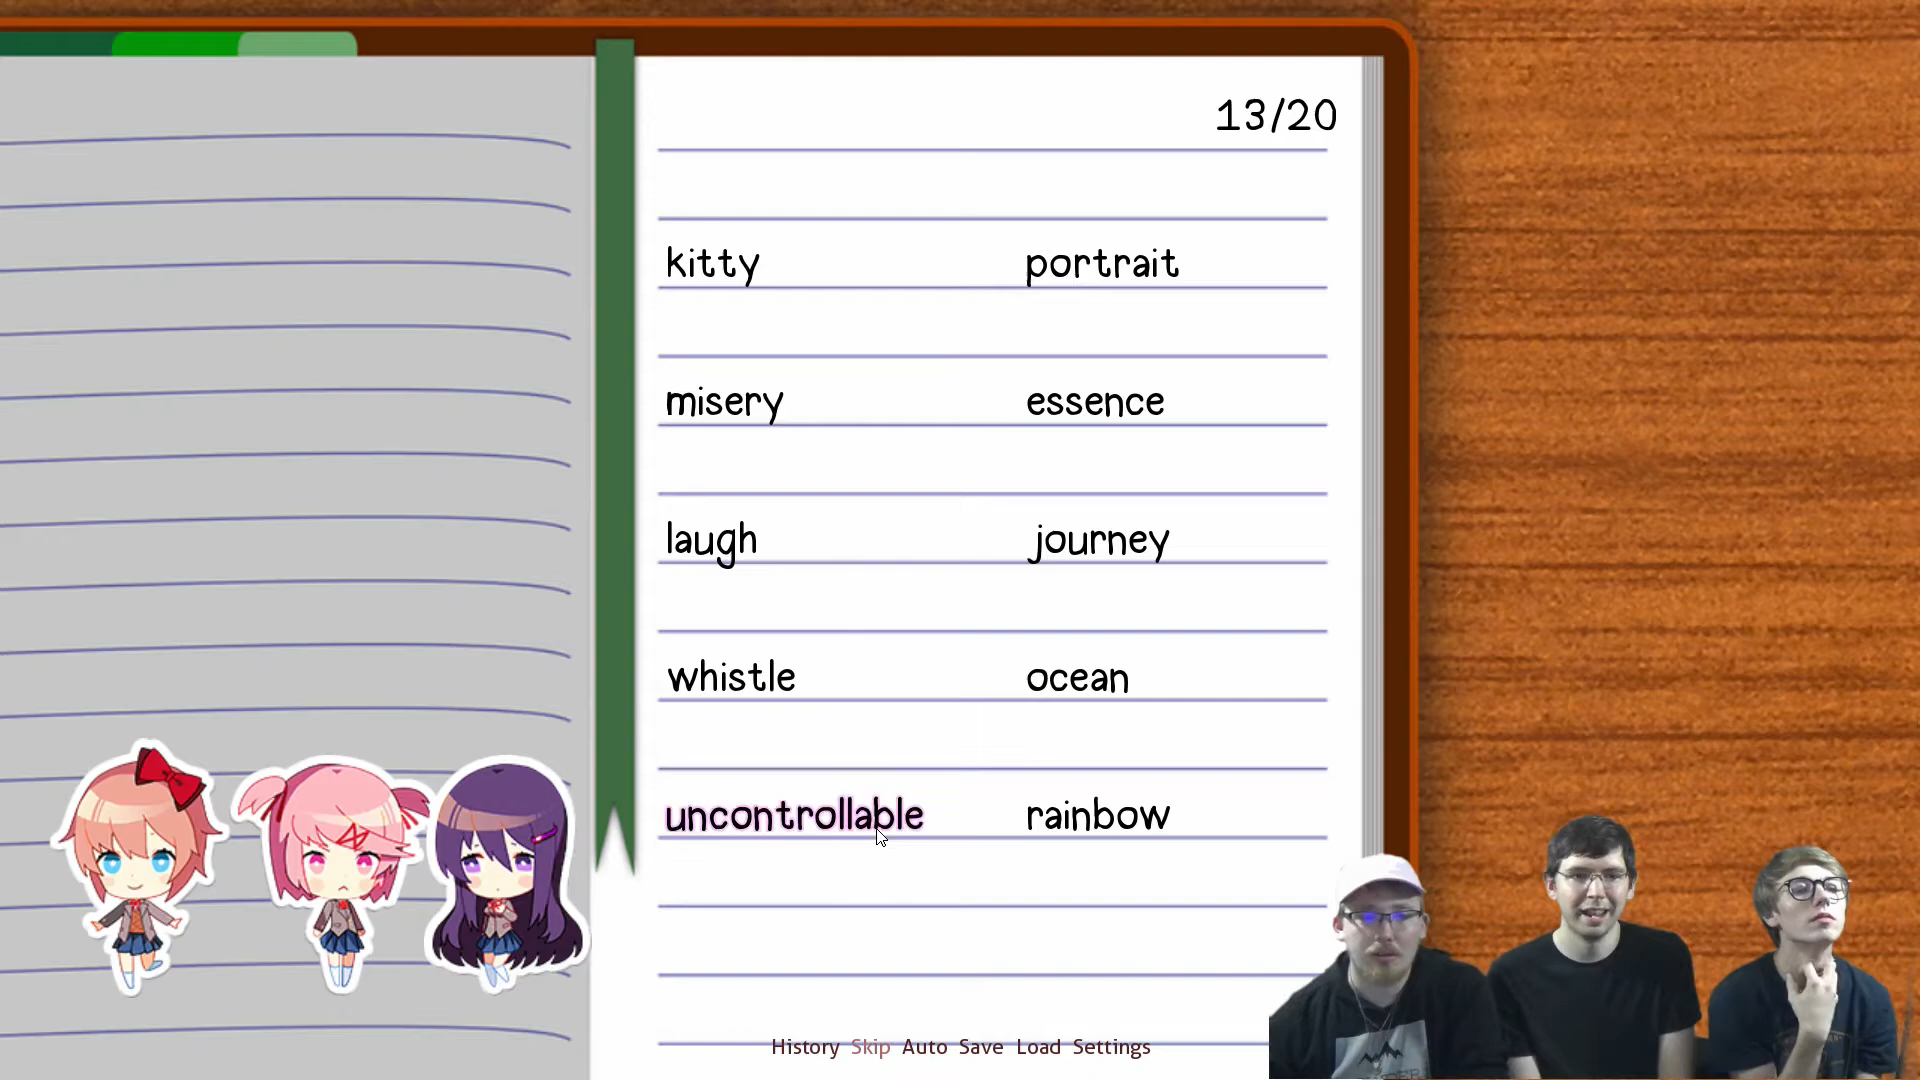 13/20
kitty portrait
misery essence
laugh journey
whistle ocean
uncontrollable rainbow
History Skip Auto Save Load Settings